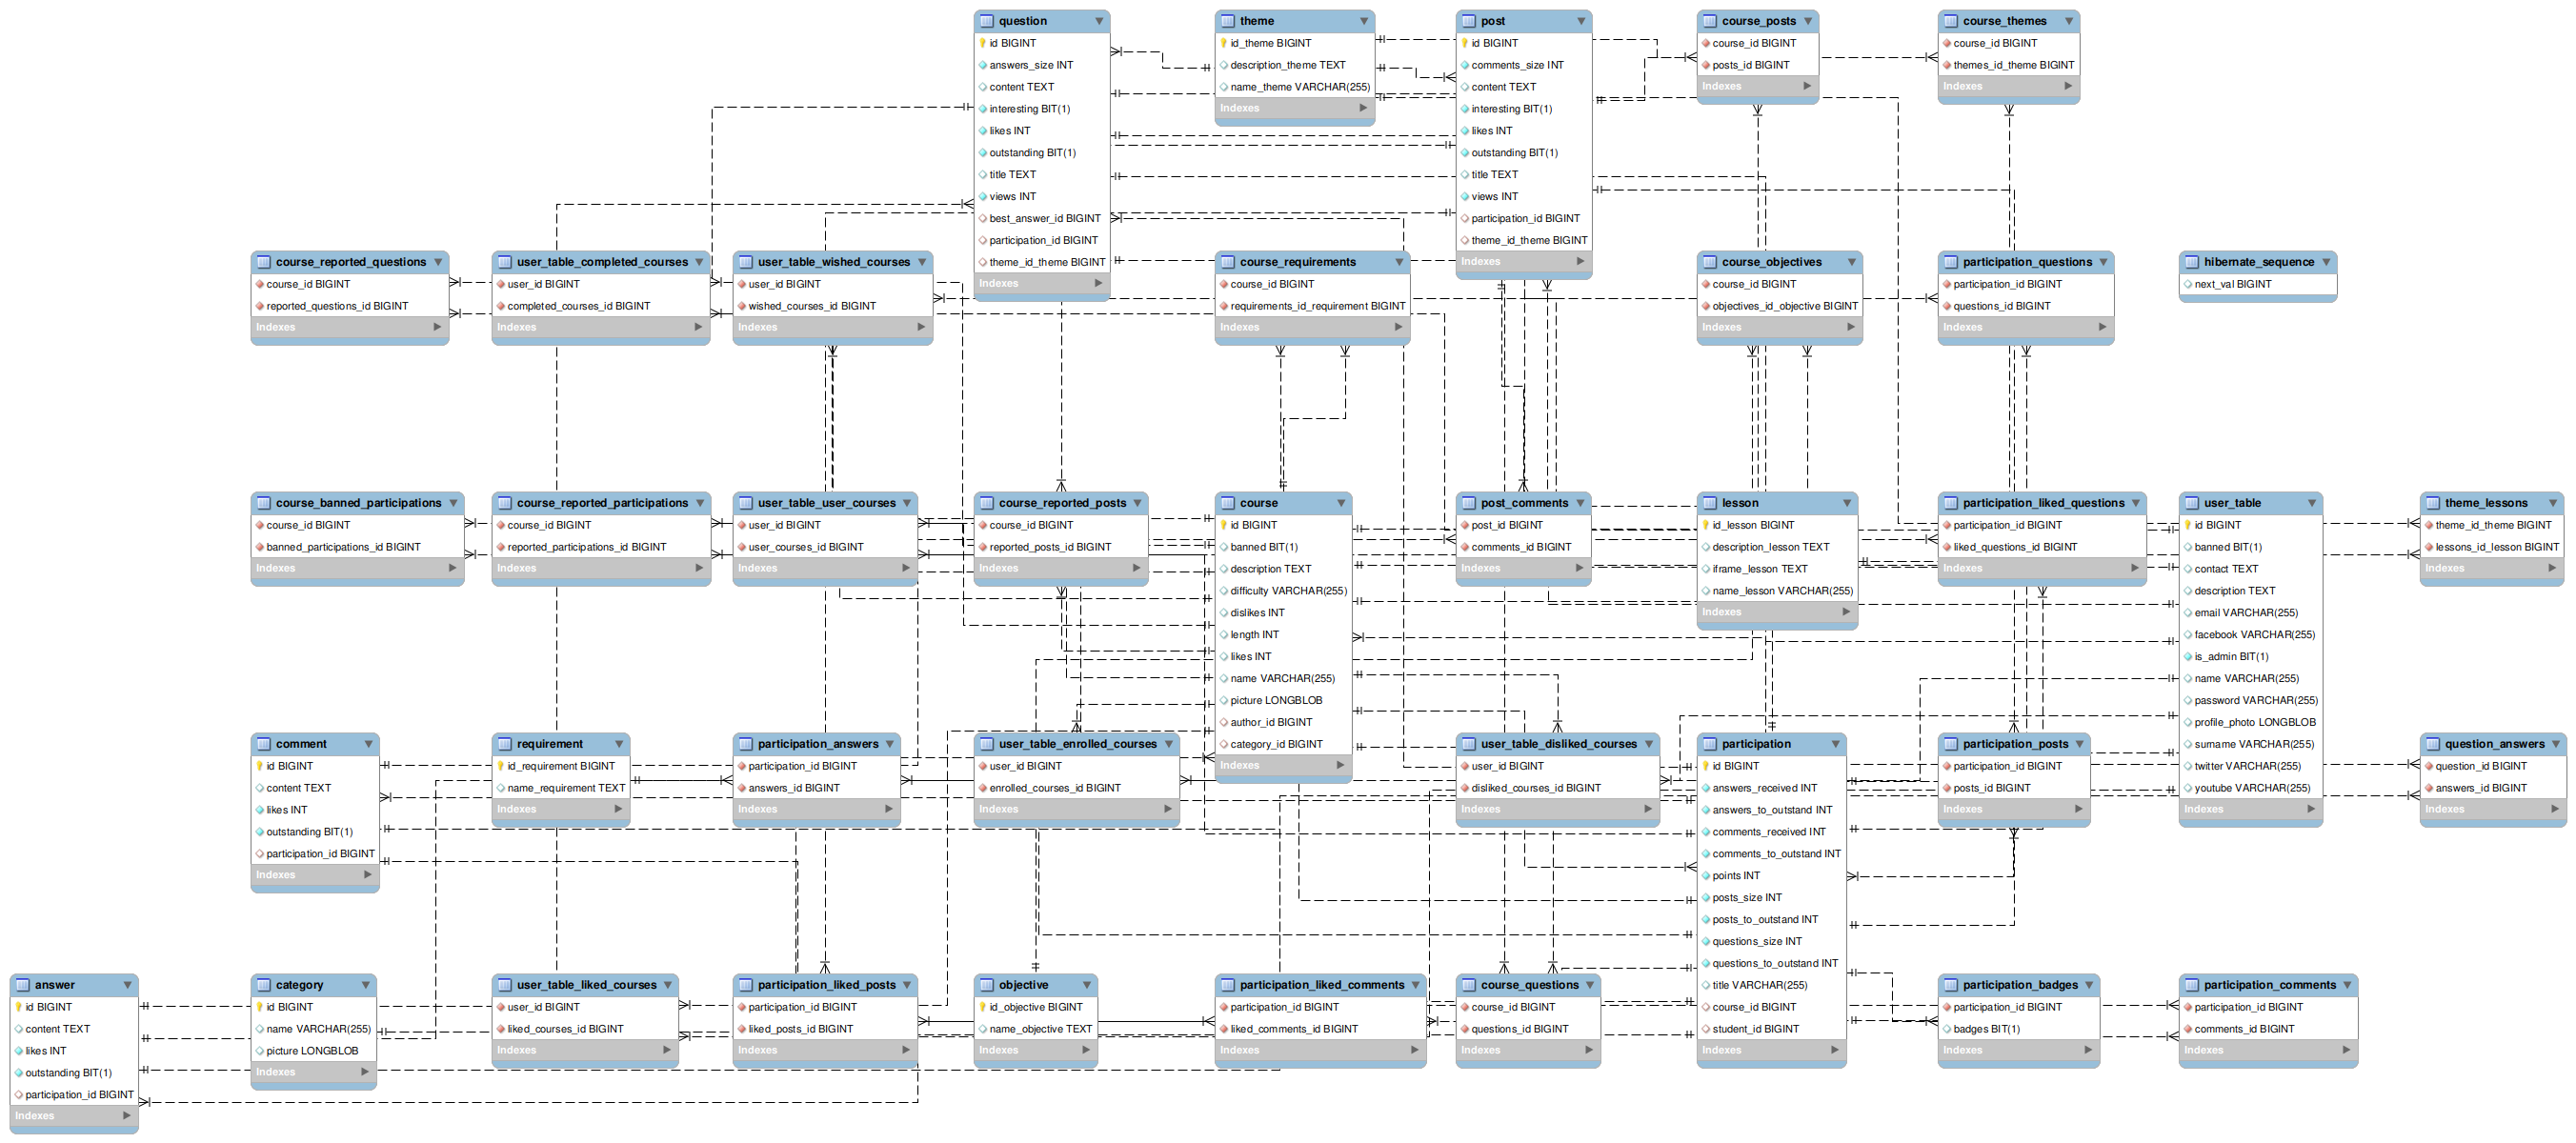 question
id BIGINT
answers_size INT
content TEXT
interesting BIT(1)
likes INT
outstanding BIT(1)
title TEXT
views INT
best_answer_id BIGINT
participation_id BIGINT
theme_id_theme BIGINT
Indexes
theme
id_theme BIGINT
description_theme TEXT
name_theme VARCHAR(255)
Indexes
post
id BIGINT
comments_size INT
content TEXT
interesting BIT(1)
likes INT
outstanding BIT(1)
title TEXT
views INT
participation_id BIGINT
theme_id_theme BIGINT
Indexes
course_posts
course_id BIGINT
posts_id BIGINT
Indexes
course_themes
course_id BIGINT
themes_id_theme BIGINT
Indexes
course_reported_questions
course_id BIGINT
reported_questions_id BIGINT
Indexes
user_table_completed_courses
user_id BIGINT
completed_courses_id BIGINT
Indexes
user_table_wished_courses
user_id BIGINT
wished_courses_id BIGINT
Indexes
course_requirements
course_id BIGINT
requirements_id_requirement BIGINT
Indexes
course_objectives
course_id BIGINT
objectives_id_objective BIGINT
Indexes
participation_questions
participation_id BIGINT
questions_id BIGINT
Indexes
hibernate_sequence
next_val BIGINT
course_banned_participations
course_id BIGINT
banned_participations_id BIGINT
Indexes
course_reported_participations
course_id BIGINT
reported_participations_id BIGINT
Indexes
user_table_user_courses
user_id BIGINT
user_courses_id BIGINT
Indexes
course_reported_posts
course_id BIGINT
reported_posts_id BIGINT
Indexes
course
id BIGINT
banned BIT(1)
description TEXT
difficulty VARCHAR(255)
dislikes INT
length INT
likes INT
name VARCHAR(255)
picture LONGBLOB
author_id BIGINT
category_id BIGINT
Indexes
post_comments
post_id BIGINT
comments_id BIGINT
Indexes
lesson
id_lesson BIGINT
description_lesson TEXT
iframe_lesson TEXT
name_lesson VARCHAR(255)
Indexes
participation_liked_questions
participation_id BIGINT
liked_questions_id BIGINT
Indexes
user_table
id BIGINT
banned BIT(1)
contact TEXT
description TEXT
email VARCHAR(255)
facebook VARCHAR(255)
is_admin BIT(1)
name VARCHAR(255)
password VARCHAR(255)
profile_photo LONGBLOB
surname VARCHAR(255)
twitter VARCHAR(255)
youtube VARCHAR(255)
Indexes
theme_lessons
theme_id_theme BIGINT
lessons_id_lesson BIGINT
Indexes
comment
id BIGINT
content TEXT
likes INT
outstanding BIT(1)
participation_id BIGINT
Indexes
requirement
id_requirement BIGINT
name_requirement TEXT
Indexes
participation_answers
participation_id BIGINT
answers_id BIGINT
Indexes
user_table_enrolled_courses
user_id BIGINT
enrolled_courses_id BIGINT
Indexes
user_table_disliked_courses
user_id BIGINT
disliked_courses_id BIGINT
Indexes
participation
id BIGINT
answers_received INT
answers_to_outstand INT
comments_received INT
comments_to_outstand INT
points INT
posts_size INT
posts_to_outstand INT
questions_size INT
questions_to_outstand INT
title VARCHAR(255)
course_id BIGINT
student_id BIGINT
Indexes
participation_posts
participation_id BIGINT
posts_id BIGINT
Indexes
question_answers
question_id BIGINT
answers_id BIGINT
Indexes
answer
id BIGINT
content TEXT
likes INT
outstanding BIT(1)
participation_id BIGINT
Indexes
category
id BIGINT
name VARCHAR(255)
picture LONGBLOB
Indexes
user_table_liked_courses
user_id BIGINT
liked_courses_id BIGINT
Indexes
participation_liked_posts
participation_id BIGINT
liked_posts_id BIGINT
Indexes
objective
id_objective BIGINT
name_objective TEXT
Indexes
participation_liked_comments
participation_id BIGINT
liked_comments_id BIGINT
Indexes
course_questions
course_id BIGINT
questions_id BIGINT
Indexes
participation_badges
participation_id BIGINT
badges BIT(1)
Indexes
participation_comments
participation_id BIGINT
comments_id BIGINT
Indexes